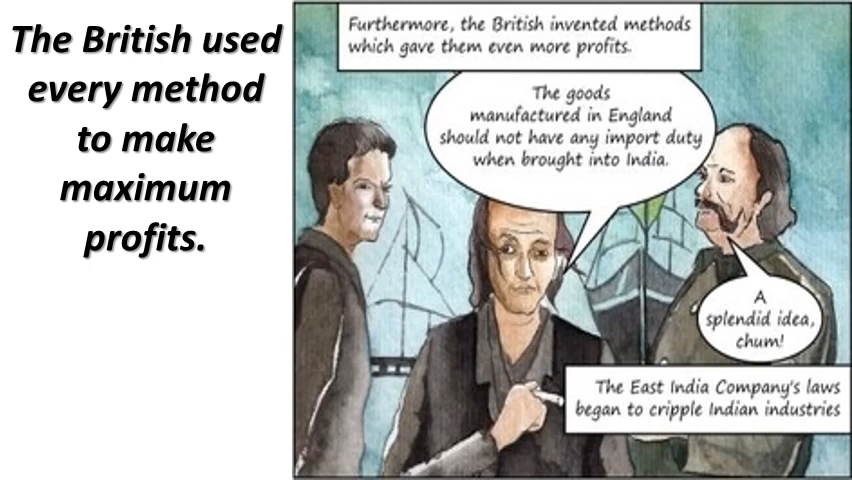 The British used
every method
to make
maximum
profits.
Furthermore, the British invented methods
which gave them even more profits.
The goods
manufactured in England
should not have any import duty
when brought into India.
A
splendid idea,
chum!
The East India Company's laws
began to cripple Indian industries